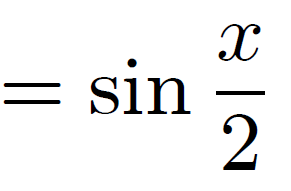 = sin x/2